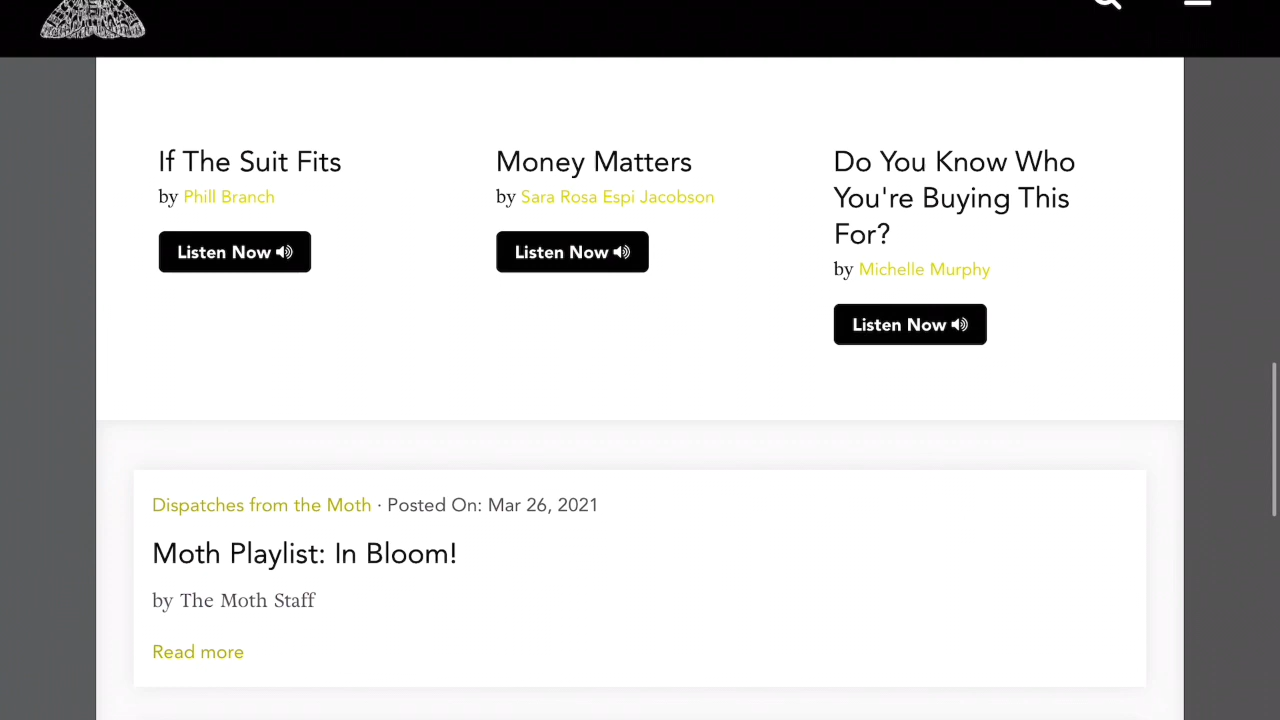 If The Suit Fits
by Phill Branch
Listen Now
Money Matters
by Sara Rosa Espi Jacobson
Listen Now
Do You Know Who
You're Buying This
For?
by Michelle Murphy
Listen Now
Dispatches from the Moth · Posted On: Mar 26, 2021
Moth Playlist: In Bloom!
by The Moth Staff
Read more